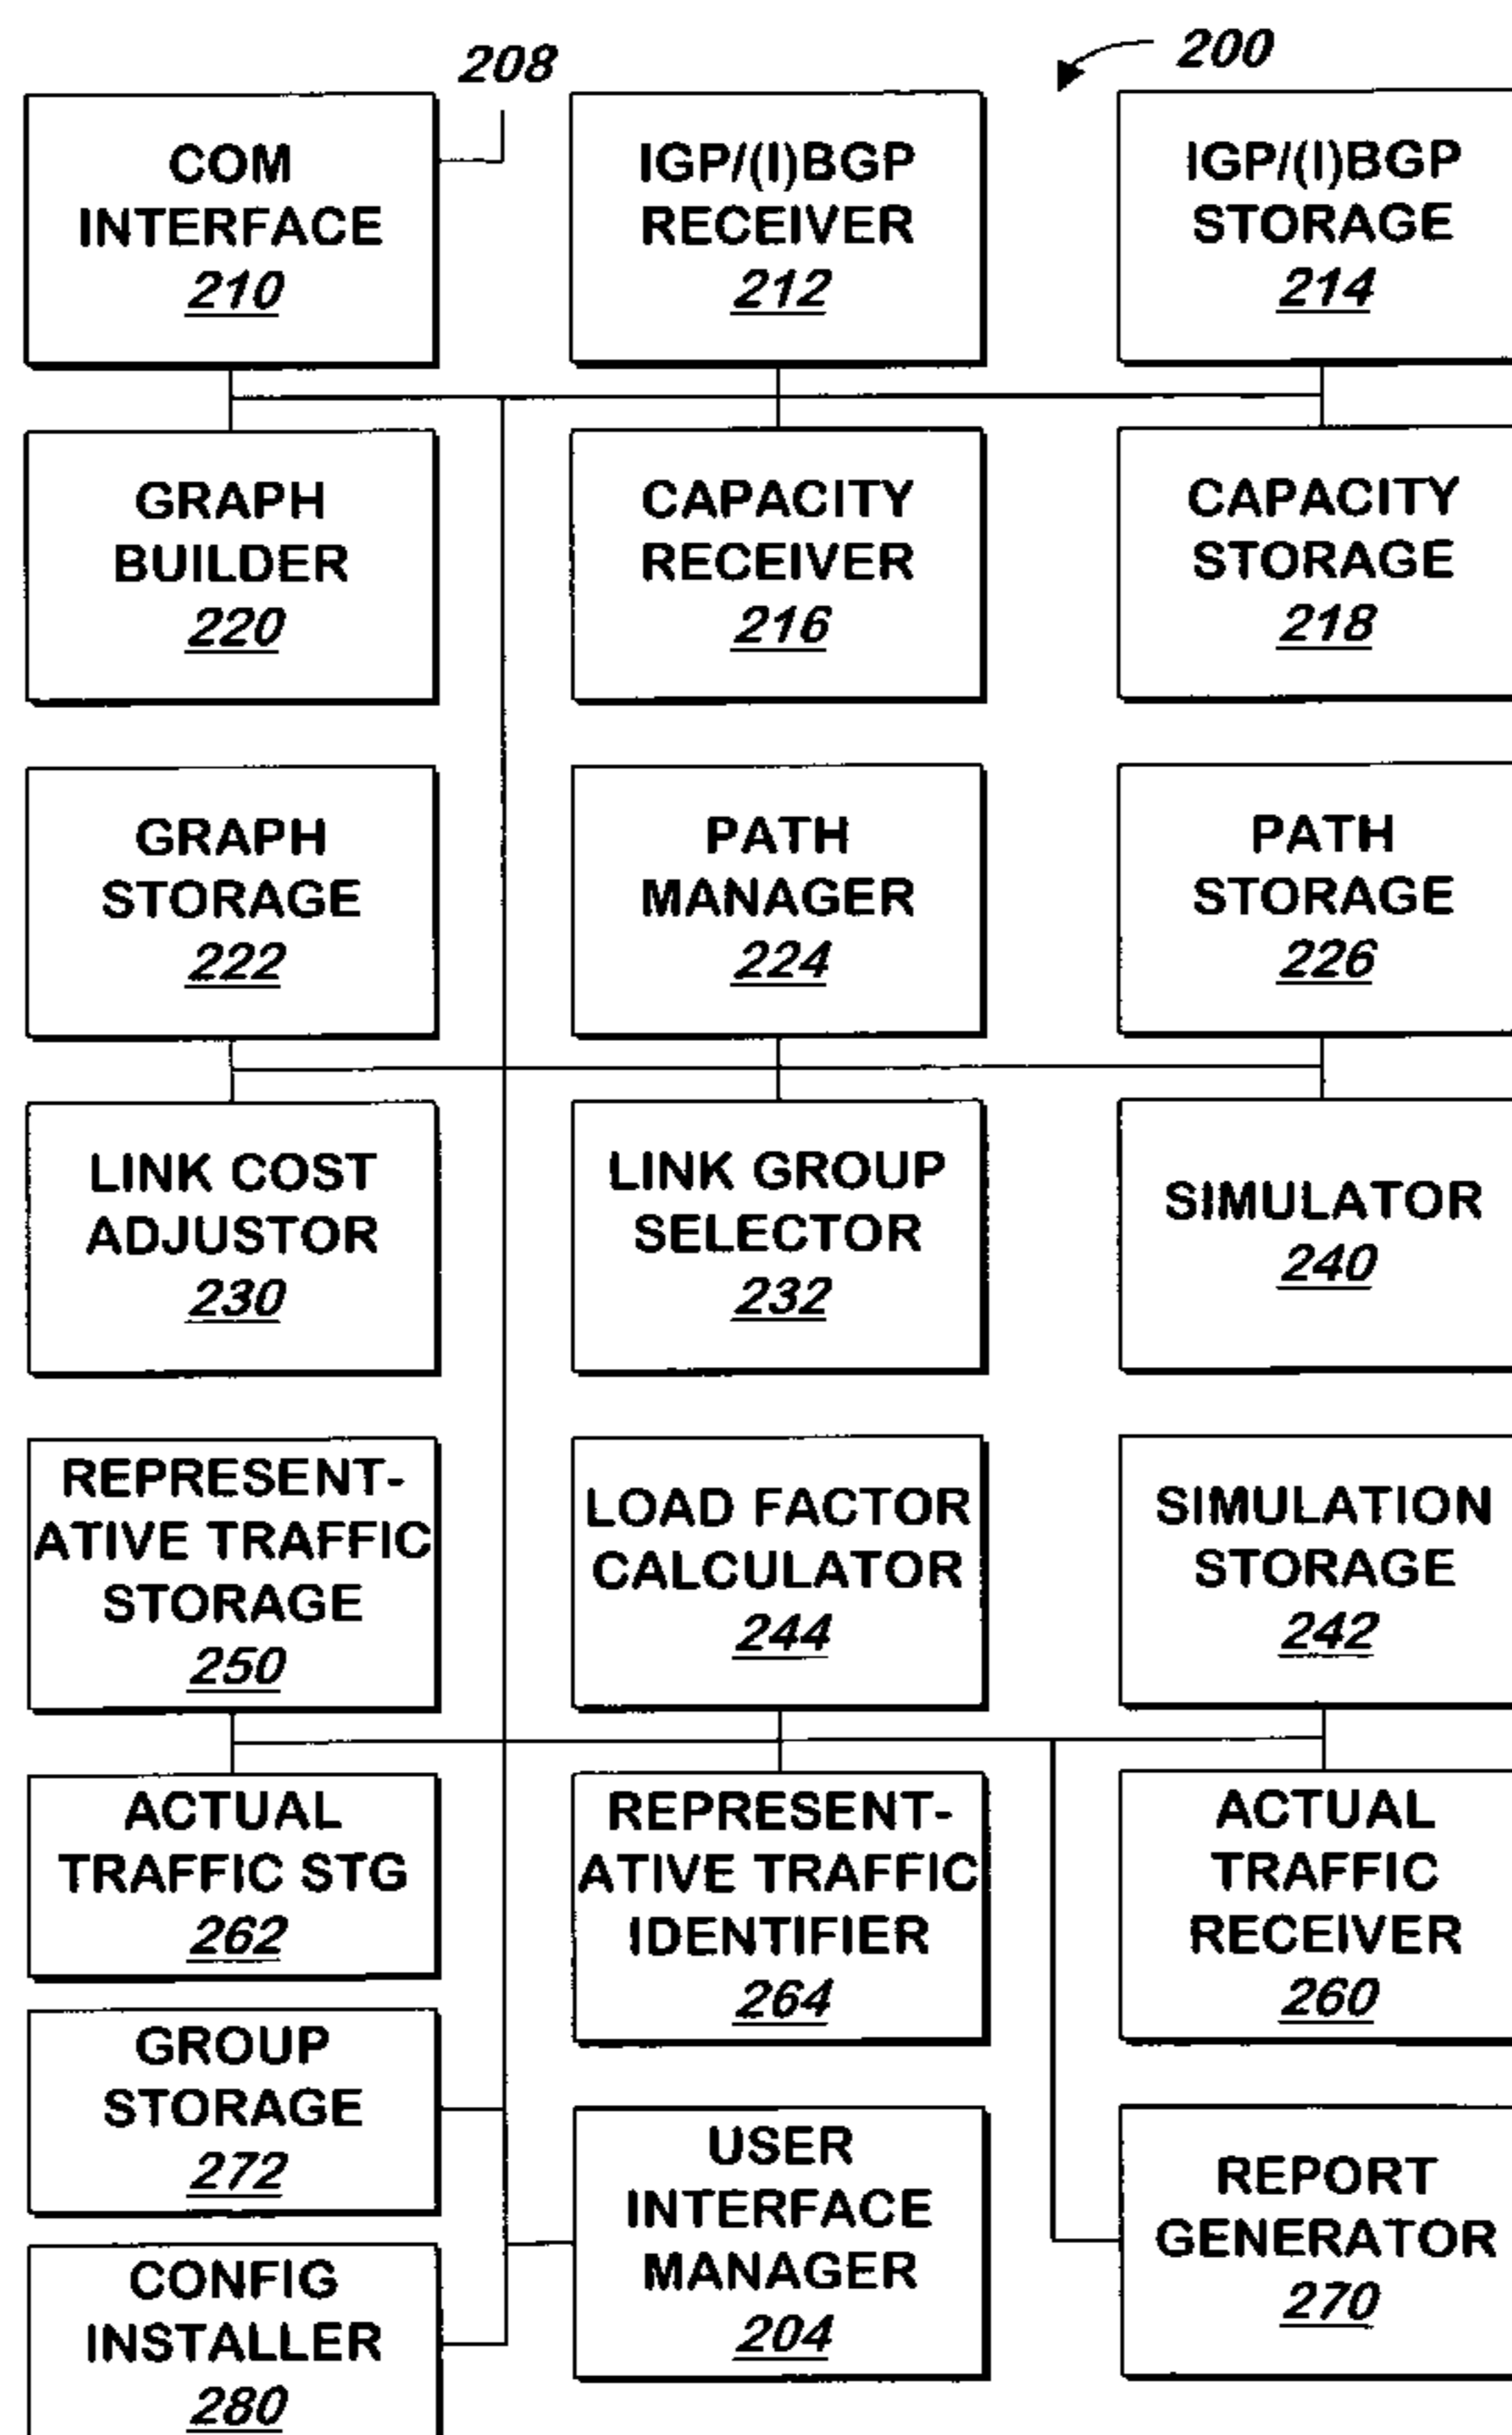 208
200
COM
INTERFACE
210
IGP/(I)BGP
RECEIVER
212
IGP/(I)BGP
STORAGE
214
GRAPH
BUILDER
220
CAPACITY
RECEIVER
216
CAPACITY
STORAGE
218
GRAPH
STORAGE
222
PATH
MANAGER
224
PATH
STORAGE
226
LINK COST
ADJUSTOR
230
LINK GROUP
SELECTOR
232
SIMULATOR
240
REPRESENT-
ATIVE TRAFFIC
STORAGE
250
LOAD FACTOR
CALCULATOR
244
SIMULATION
STORAGE
242
ACTUAL
TRAFFIC STG
262
REPRESENT-
ATIVE TRAFFIC
IDENTIFIER
264
ACTUAL
TRAFFIC
RECEIVER
260
GROUP
STORAGE
272
USER
INTERFACE
MANAGER
204
REPORT
GENERATOR
270
CONFIG
INSTALLER
280